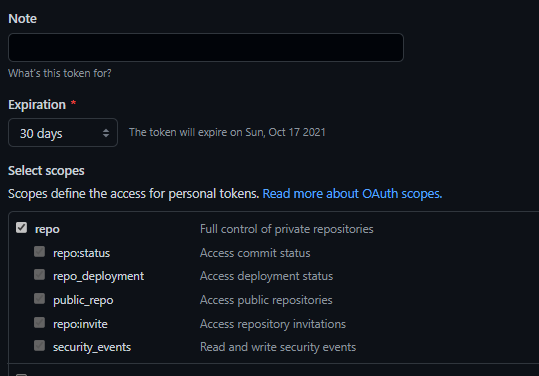 Note
What's this token for?
Expiration *
30 days The token will expire on Sun, Oct 17 2021
Select scopes
Scopes define the access for personal tokens. Read more about OAuth scopes.
repo Full control of private repositories
repo:status Access commit status
repo_deployment Access deployment status
public_repo Access public repositories
repo:invite Access repository invitations
security_events Read and write security events